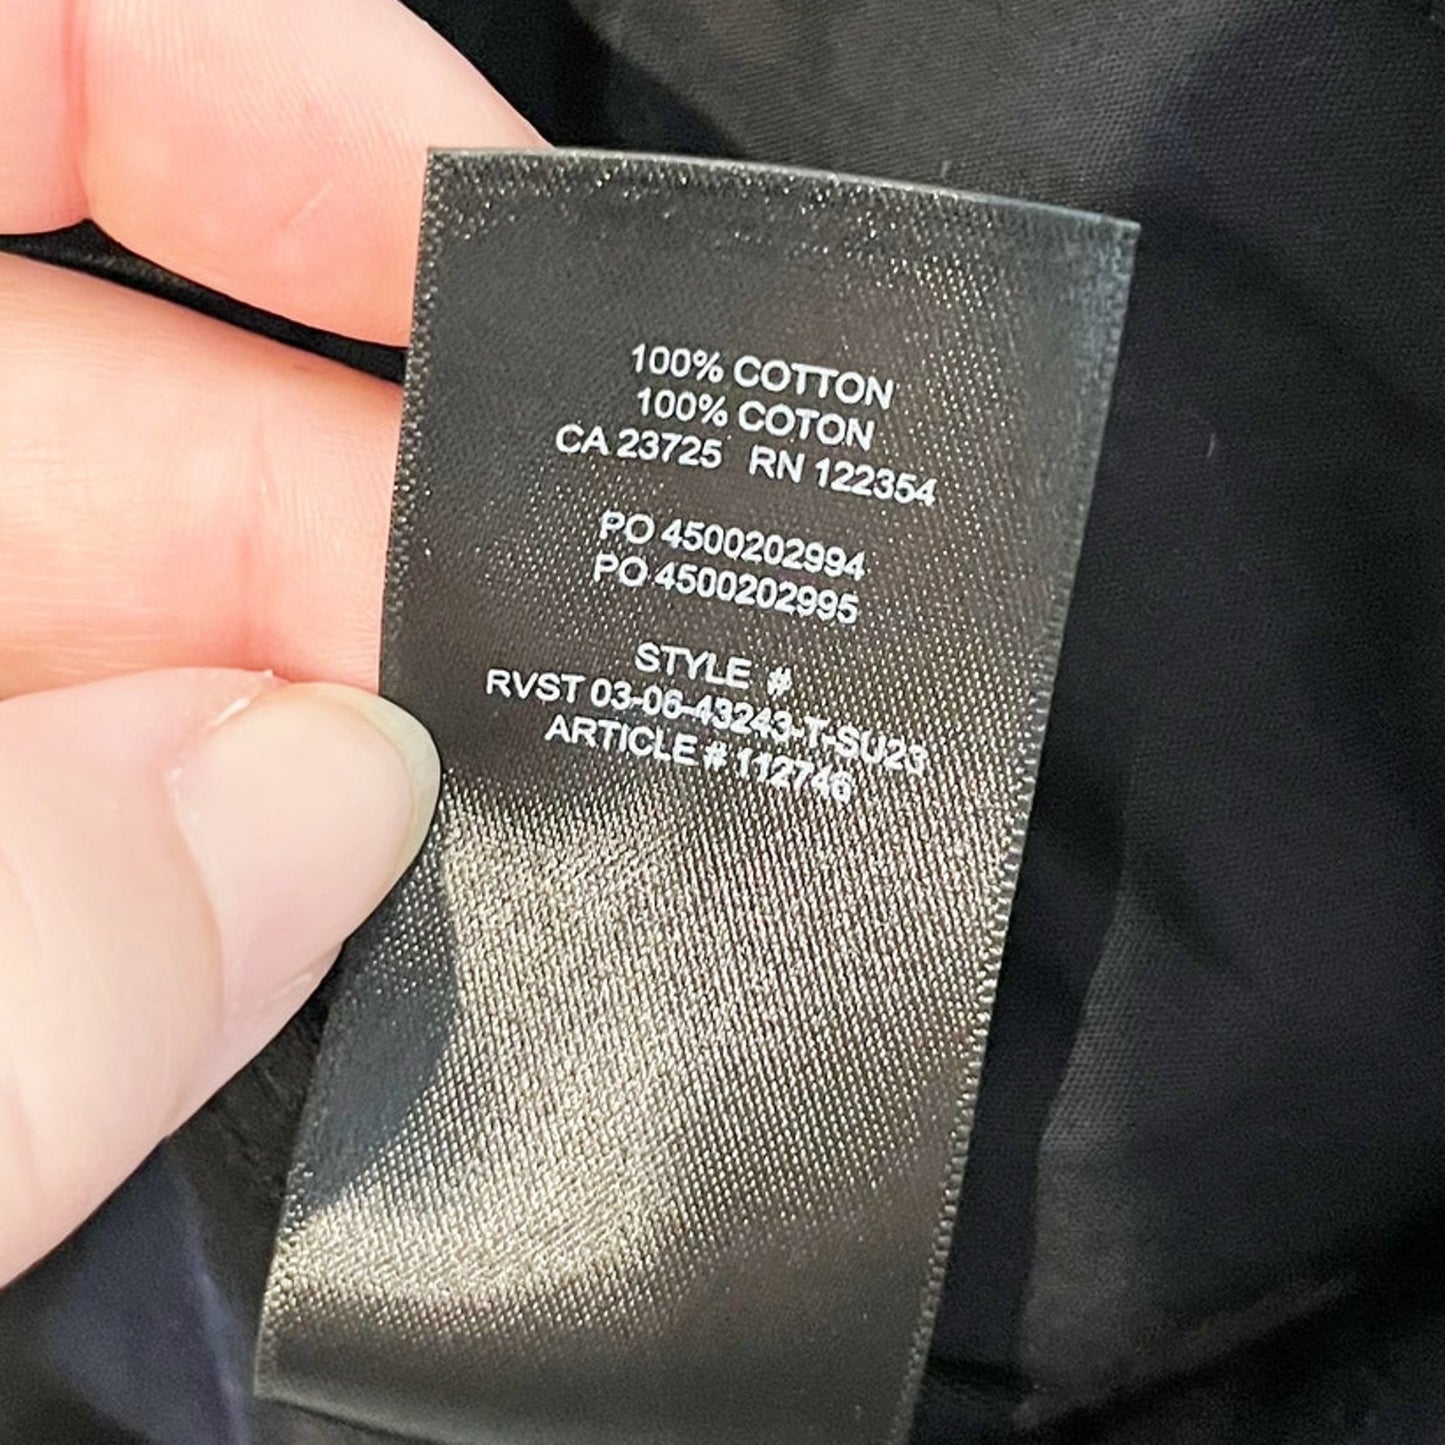 100% COTTON
100% COTON
CA 23725 RN 122354
PO 4500202994
PO 4500202995
STYLE #
RVST 03-06-43243-T-SU23
ARTICLE # 112746